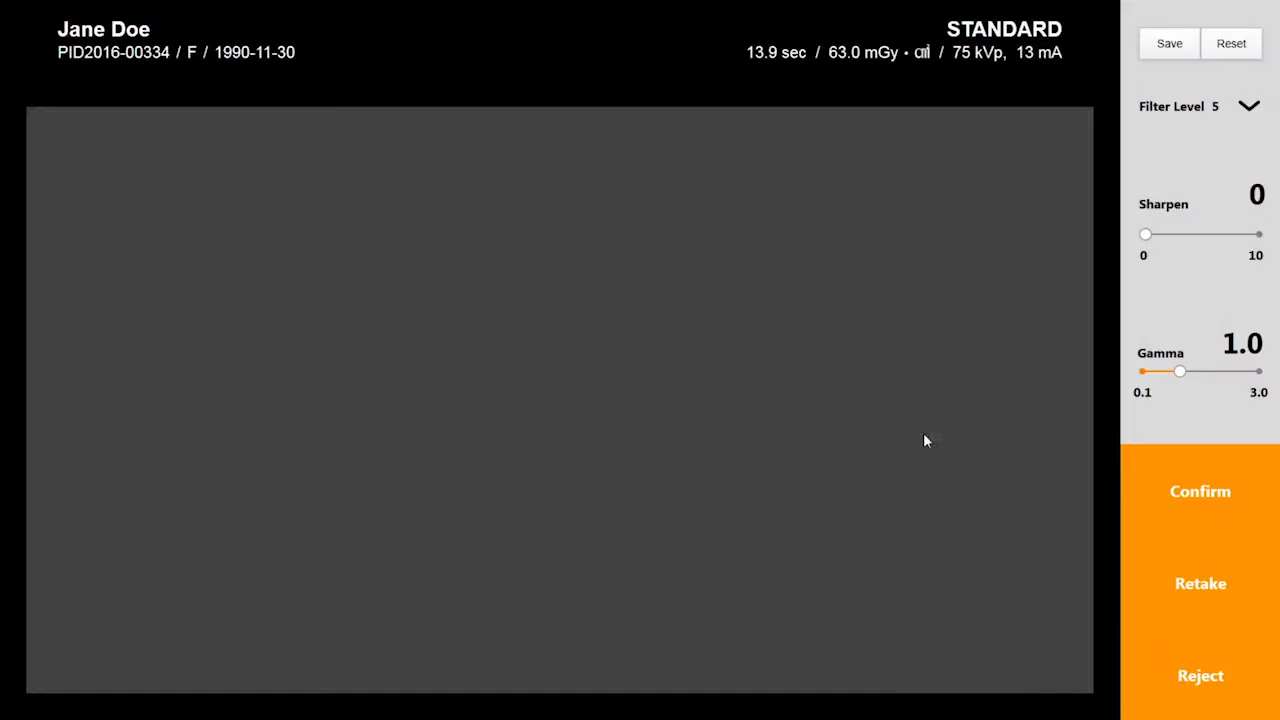 Jane Doe
PID2016-00334 / F / 1990-11-30
STANDARD
13.9 sec / 63.0 mGy · ㎠ / 75 kVp, 13 mA
Save
Reset
Filter Level 5
Sharpen 0
0 10
Gamma 1.0
0.1 3.0
Confirm
Retake
Reject